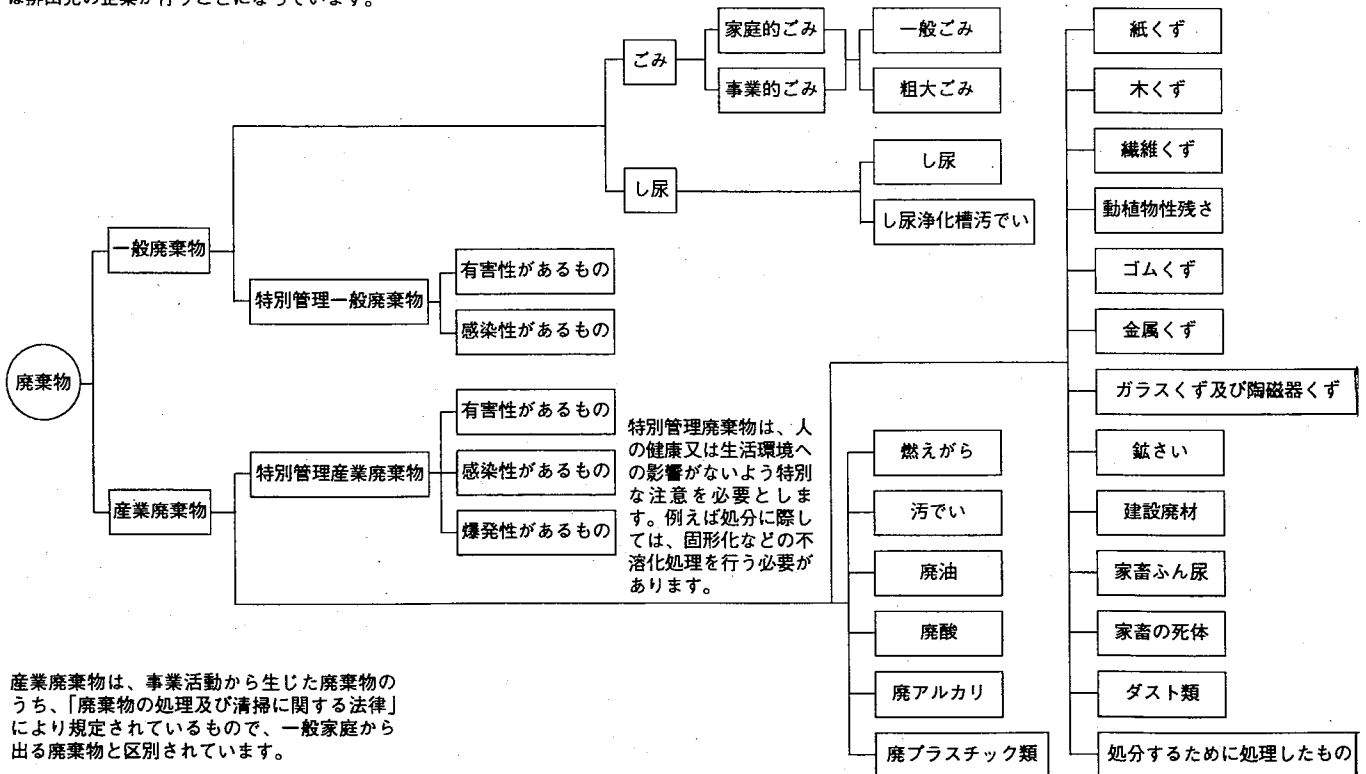 は排出元の企業が行うことになっています。
廃棄物
一般廃棄物
ごみ
家庭的ごみ
事業的ごみ
一般ごみ
粗大ごみ
し尿
し尿
し尿浄化槽汚でい
特別管理一般廃棄物
有害性があるもの
感染性があるもの
産業廃棄物
特別管理産業廃棄物
有害性があるもの
感染性があるもの
爆発性があるもの
特別管理廃棄物は、人
の健康又は生活環境へ
の影響がないよう特別
な注意を必要としま
す。例えば処分に際し
ては、固形化などの不
溶化処理を行う必要が
あります。
燃えがら
汚でい
廃油
廃酸
廃アルカリ
廃プラスチック類
紙くず
木くず
繊維くず
動植物性残さ
ゴムくず
金属くず
ガラスくず及び陶磁器くず
鉱さい
建設廃材
家畜ふん尿
家畜の死体
ダスト類
処分するために処理したもの
産業廃棄物は、事業活動から生じた廃棄物の
うち、「廃棄物の処理及び清掃に関する法律」
により規定されているもので、一般家庭から
出る廃棄物と区別されています。